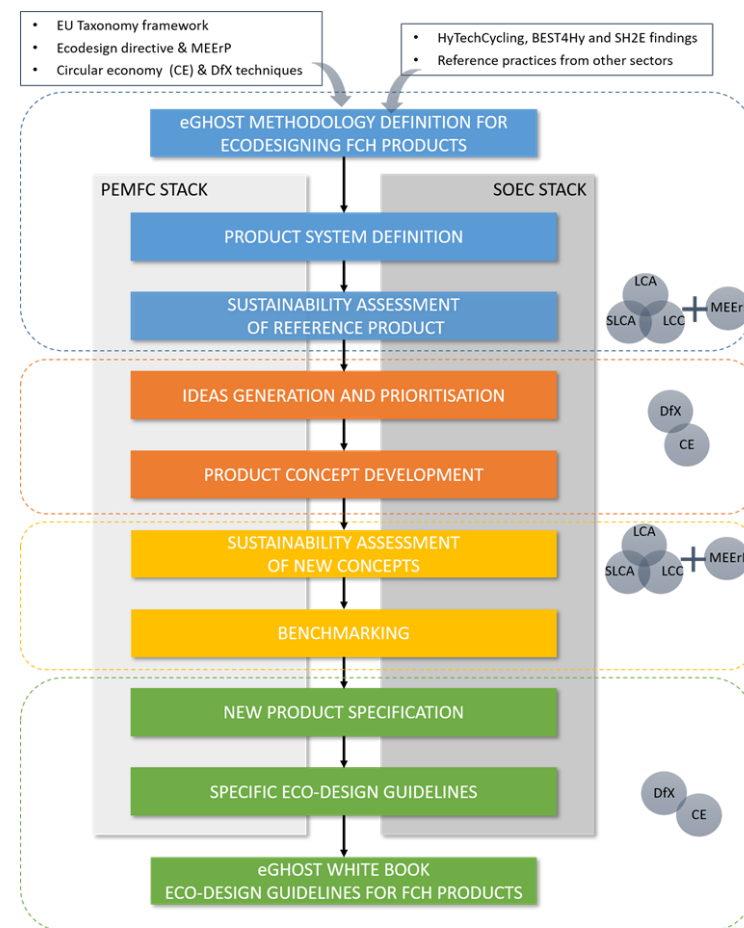 • EU Taxonomy framework
• Ecodesign directive & MEErP
• Circular economy (CE) & DfX techniques
• HyTechCycling, BEST4Hy and SH2E findings
• Reference practices from other sectors
eGHOST METHODOLOGY DEFINITION FOR
ECODESIGNING FCH PRODUCTS
PEMFC STACK
SOEC STACK
PRODUCT SYSTEM DEFINITION
SUSTAINABILITY ASSESSMENT
OF REFERENCE PRODUCT
LCA
SLCA
LCC
+
MEEr
IDEAS GENERATION AND PRIORITISATION
DfX
CE
PRODUCT CONCEPT DEVELOPMENT
SUSTAINABILITY ASSESSMENT
OF NEW CONCEPTS
LCA
SLCA
LCC
+
MEEr
BENCHMARKING
NEW PRODUCT SPECIFICATION
SPECIFIC ECO-DESIGN GUIDELINES
DfX
CE
eGHOST WHITE BOOK
ECO-DESIGN GUIDELINES FOR FCH PRODUCTS